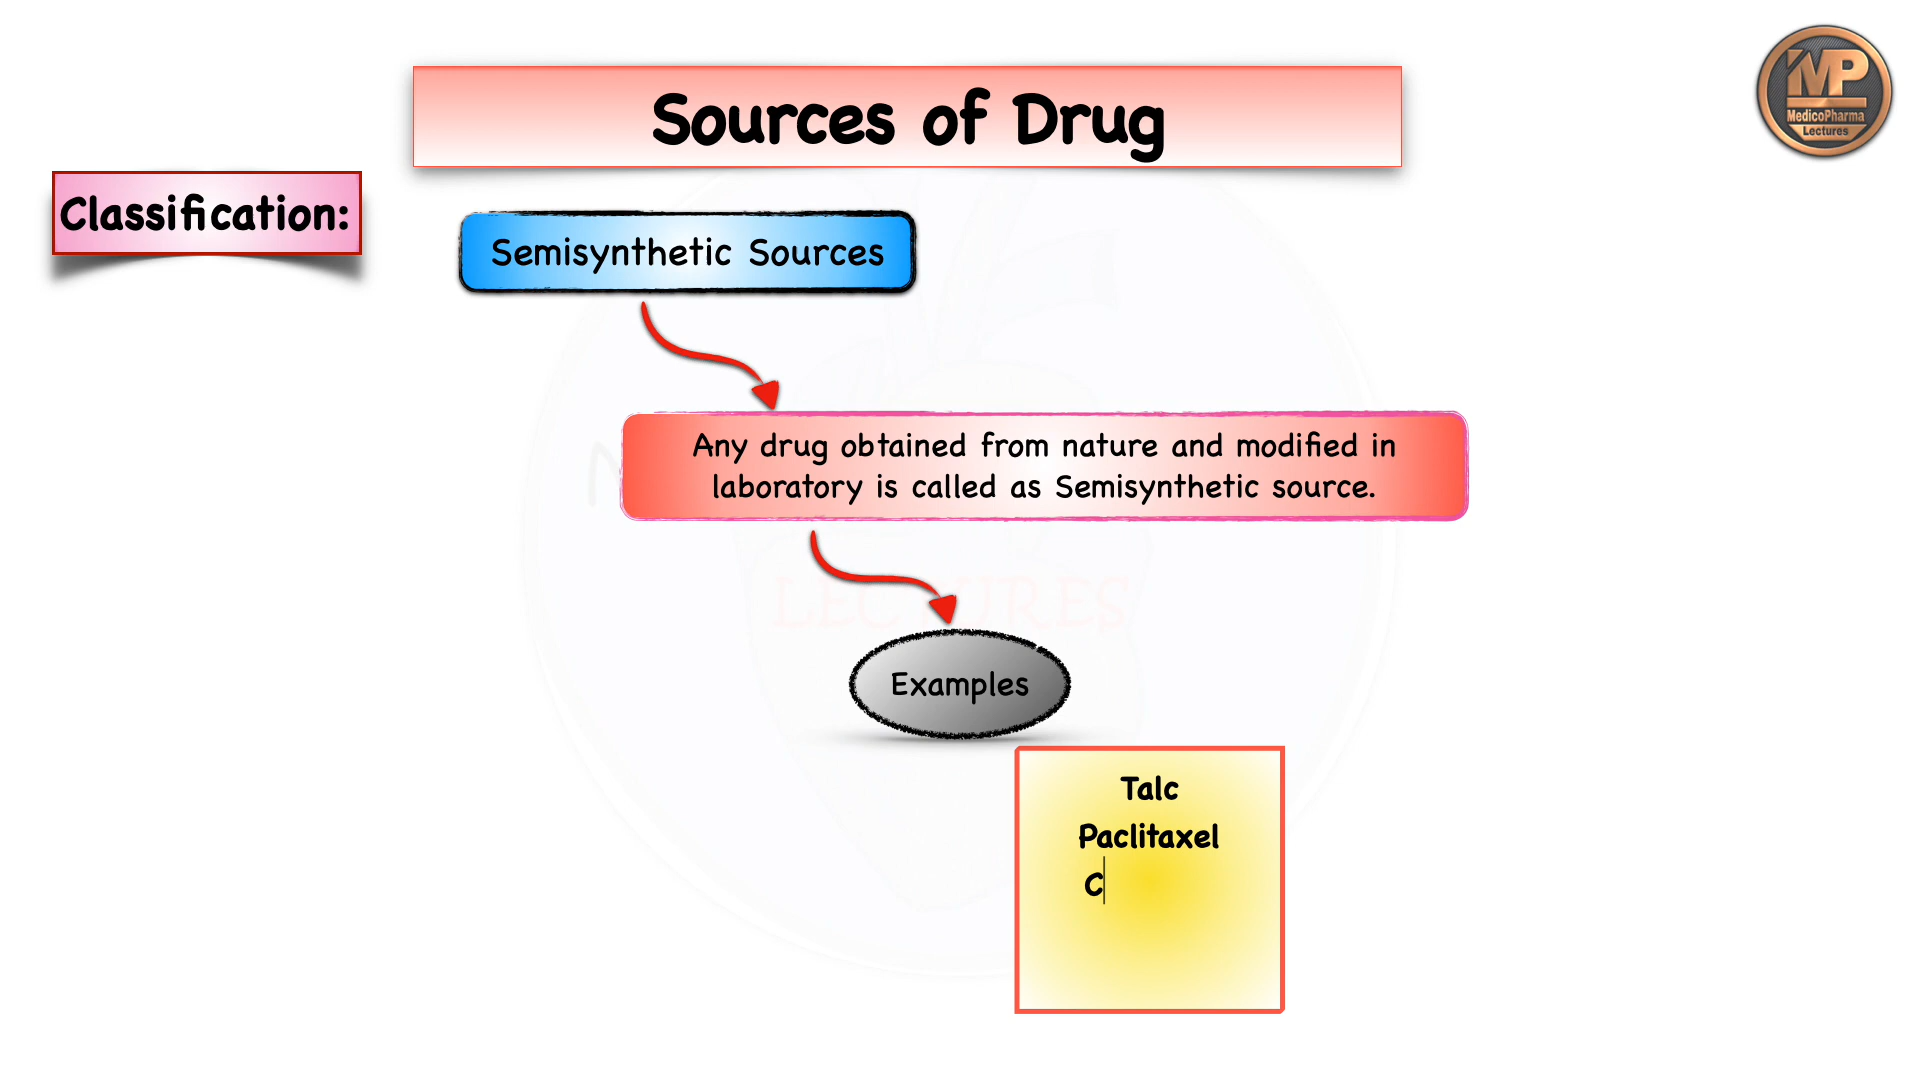 Sources of Drug
MP
MedicoPharma
Lectures
Classification:
Semisynthetic Sources
Any drug obtained from nature and modified in
laboratory is called as Semisynthetic source.
LECTURES
Examples
Talc
Paclitaxel
C